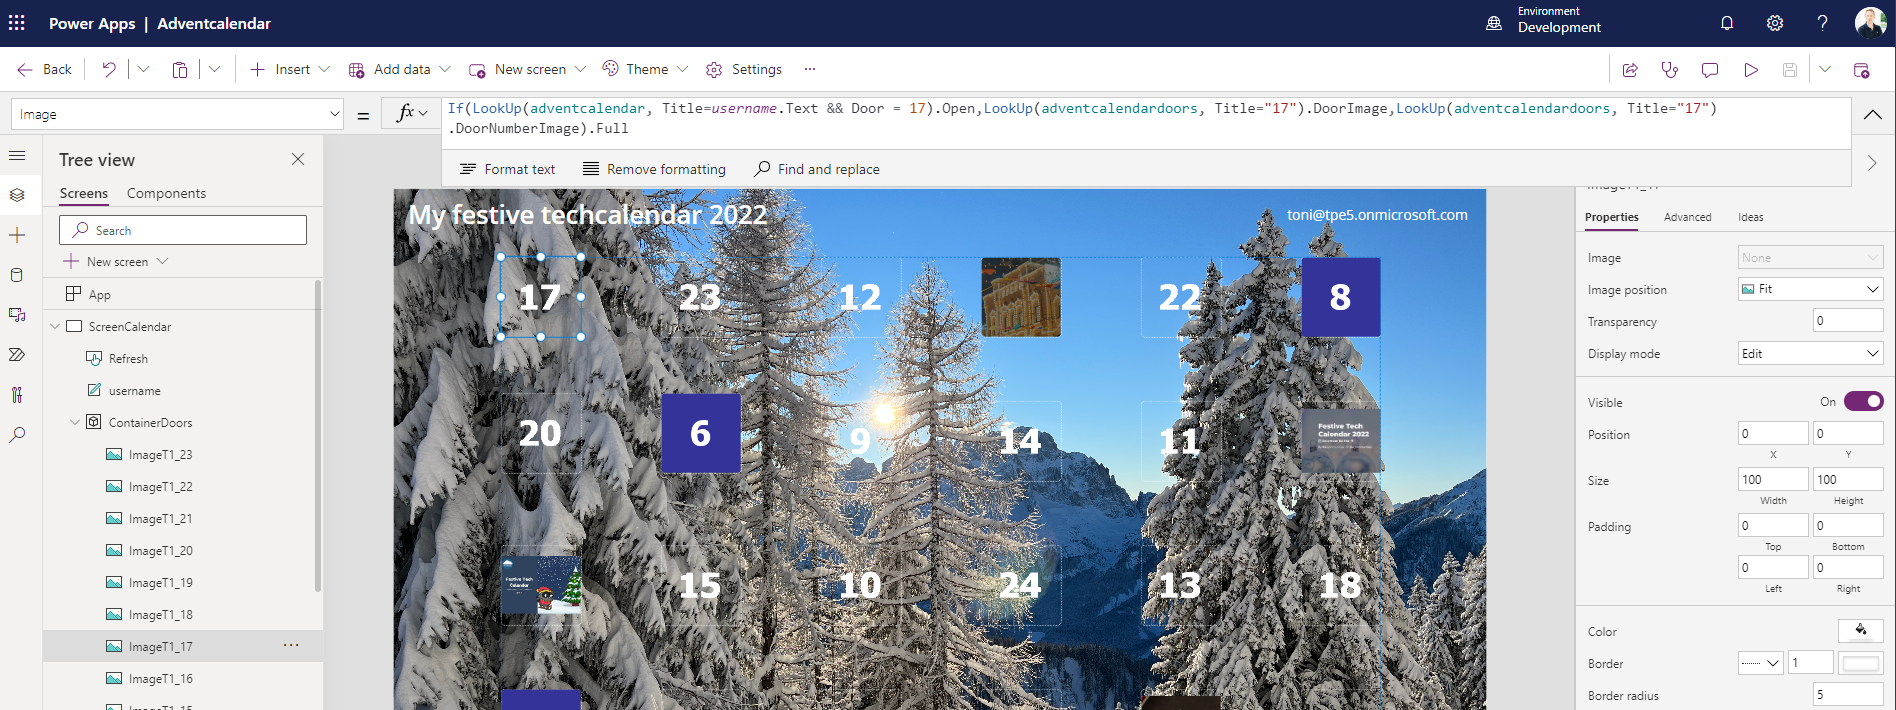 Power Apps | Adventcalendar
Environment
Development
?
Back
Insert
Add data
New screen
Theme
Settings
...
Image
=
fx
If(LookUp(adventcalendar, Title=username.Text && Door = 17).Open,LookUp(adventcalendardoors, Title="17").DoorImage,LookUp(adventcalendardoors, Title="17")
.DoorNumberImage).Full
Format text
Remove formatting
Find and replace
Tree view
Screens
Components
Search
New screen
App
ScreenCalendar
Refresh
username
ContainerDoors
ImageT1_23
ImageT1_22
ImageT1_21
ImageT1_20
ImageT1_19
ImageT1_18
ImageT1_17
...
ImageT1_16
ImageT1_15
My festive techcalendar 2022
toni@tpe5.onmicrosoft.com
17
23
12
22
8
20
6
9
14
11
Festive Tech
Calendar 2022
Festive Tech
Calendar
15
10
24
13
18
ImageT1_17
Properties
Advanced
Ideas
Image
None
Image position
Fit
Transparency
0
Display mode
Edit
Visible
On
Position
0
0
X
Y
Size
100
100
Width
Height
Padding
0
0
Top
Bottom
0
0
Left
Right
Color
Border
1
Border radius
5